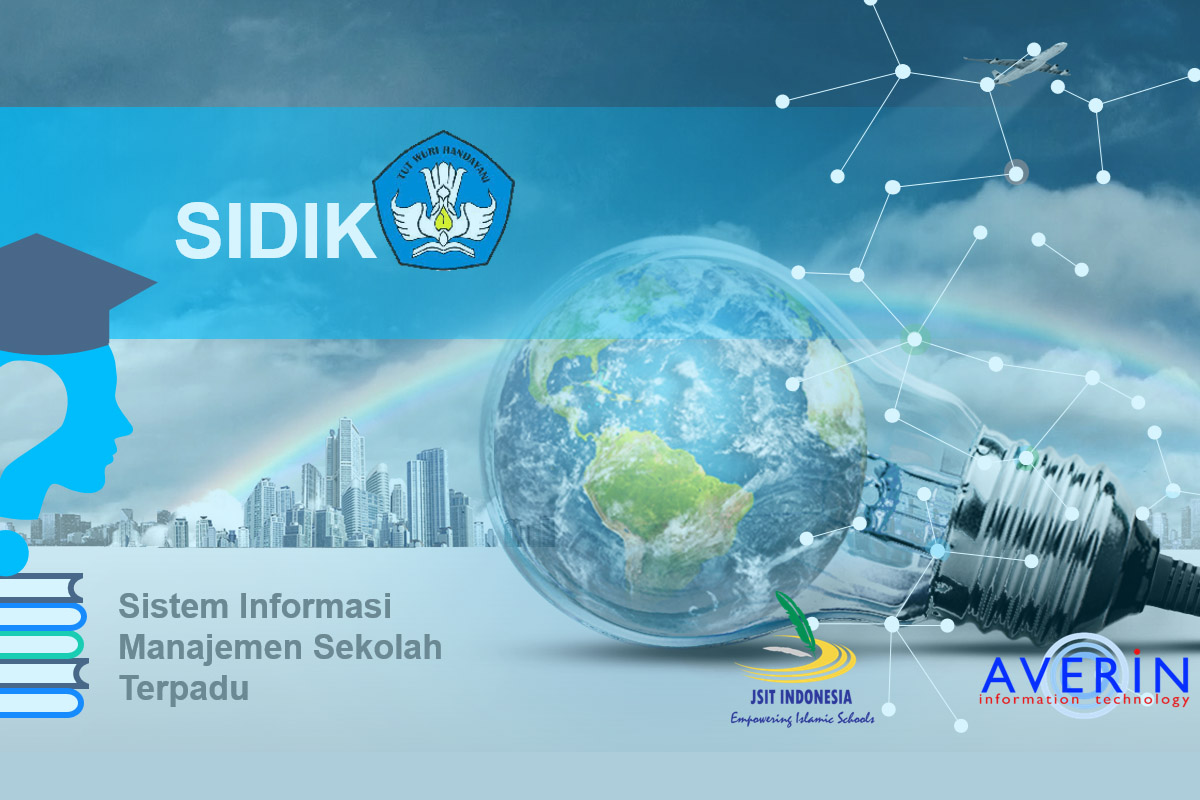 TUT WURI HANDAYANI
SIDIK
Sistem Informasi
Manajemen Sekolah
Terpadu
JSIT INDONESIA
Empowering Islamic Schools
AVERIN
information technology